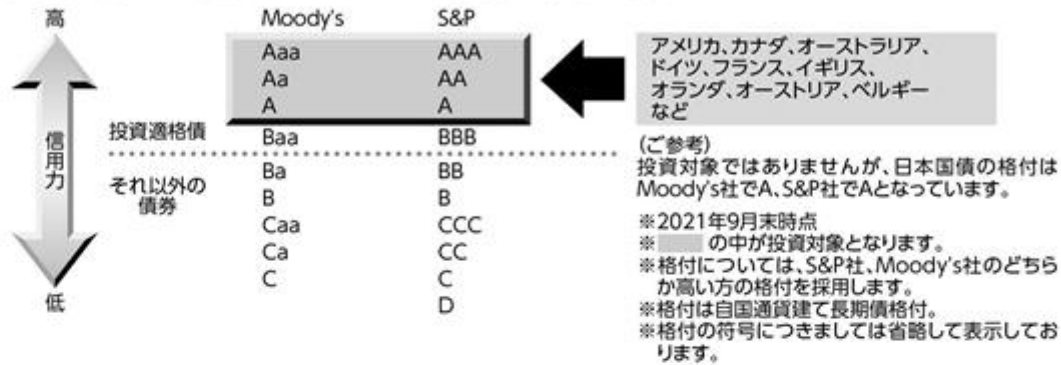 高
Moody's S&P
Aaa AAA
Aa AA
A A
投資適格債 Baa BBB
それ以外の
債券
Ba BB
B B
Caa CCC
Ca CC
C C
D
信用力
低
アメリカ、カナダ、オーストラリア、
ドイツ、フランス、イギリス、
オランダ、オーストリア、ベルギー
など
(ご参考)
投資対象ではありませんが、日本国債の格付は
Moody's社でA、S&P社でAとなっています。
※2021年9月末時点
※ の中が投資対象となります。
※格付については、S&P社、Moody's社のどちら
か高い方の格付を採用します。
※格付は自国通貨建て長期債格付。
※格付の符号につきましては省略して表示してお
ります。